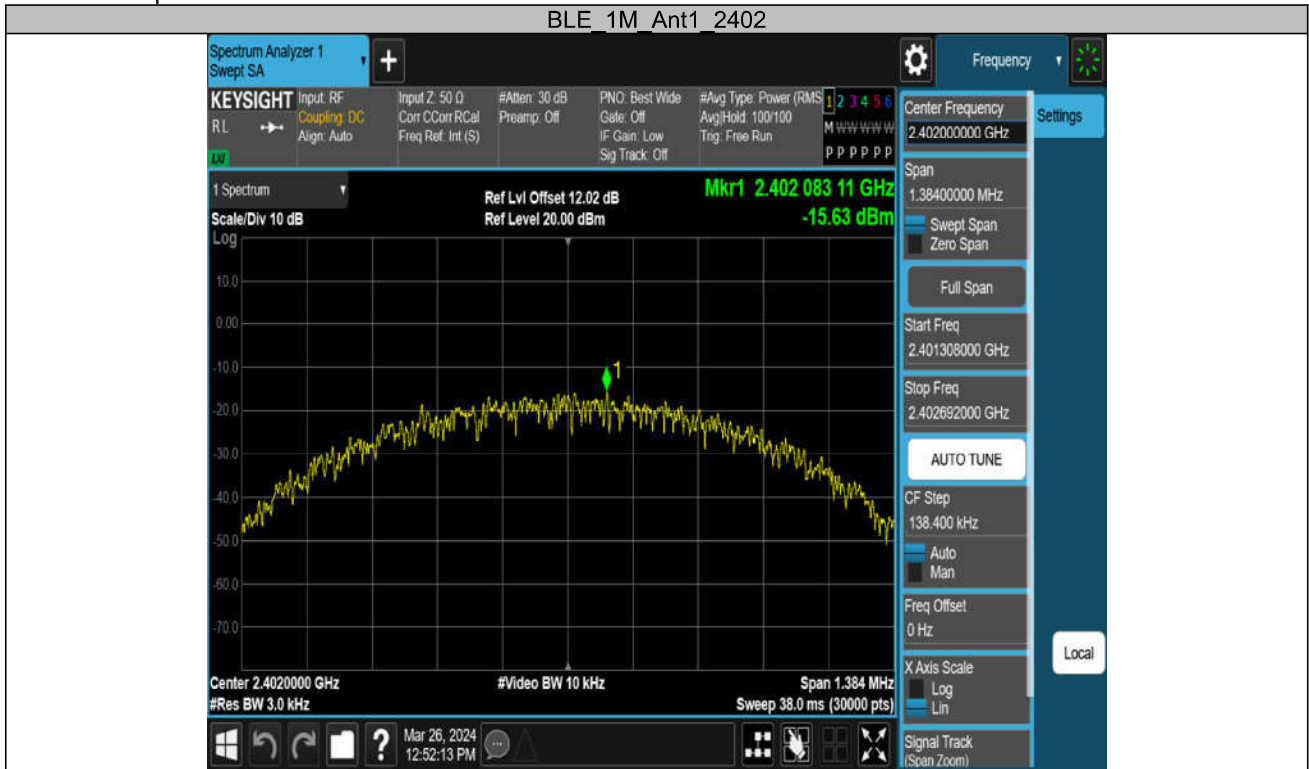 BLE_1M_Ant1_2402
Spectrum Analyzer 1
Swept SA
Frequency
KEYSIGHT
RL
LXI
Input: RF
Coupling: DC
Align: Auto
Input Z: 50 Ω
Corr CCorr RCal
Freq Ref: Int (S)
#Atten: 30 dB
Preamp: Off
PNO: Best Wide
Gate: Off
IF Gain: Low
Sig Track: Off
#Avg Type: Power (RMS
Avg|Hold: 100/100
Trig: Free Run
1 2 3 4 5 6
M W W W W W
P P P P P P
1 Spectrum
Scale/Div 10 dB
Log
Ref Lvl Offset 12.02 dB
Ref Level 20.00 dBm
Mkr1 2.402 083 11 GHz
-15.63 dBm
10.0
0.00
-10.0
-20.0
-30.0
-40.0
-50.0
-60.0
-70.0
1
Center 2.4020000 GHz
#Res BW 3.0 kHz
#Video BW 10 kHz
Span 1.384 MHz
Sweep 38.0 ms (30000 pts)
Center Frequency
2.402000000 GHz
Span
1.38400000 MHz
Swept Span
Zero Span
Full Span
Start Freq
2.401308000 GHz
Stop Freq
2.402692000 GHz
AUTO TUNE
CF Step
138.400 kHz
Auto
Man
Freq Offset
0 Hz
X Axis Scale
Log
Lin
Signal Track
(Span Zoom)
Settings
Local
?
Mar 26, 2024
12:52:13 PM